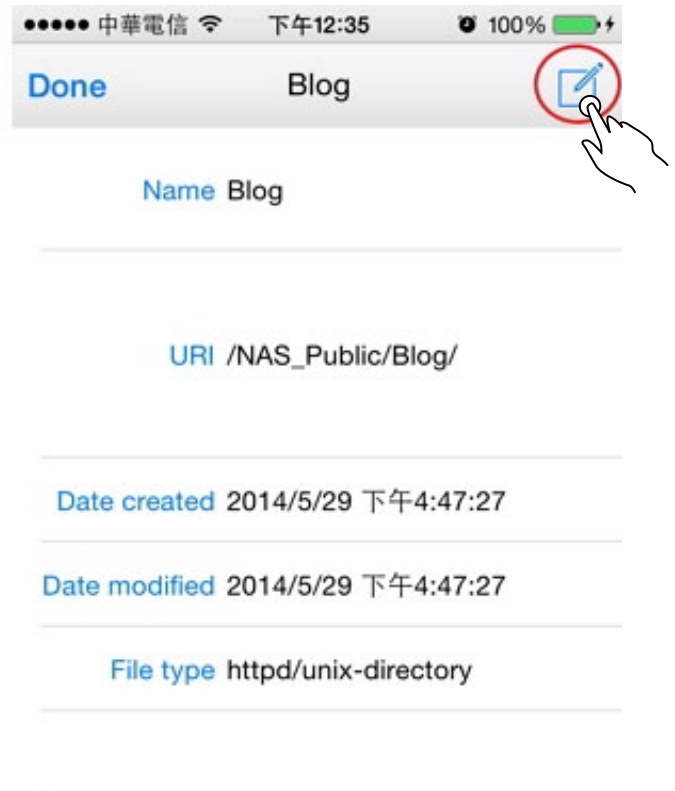 中華電信 下午12:35 100%
Done Blog
Name Blog
URI /NAS_Public/Blog/
Date created 2014/5/29 下午4:47:27
Date modified 2014/5/29 下午4:47:27
File type httpd/unix-directory